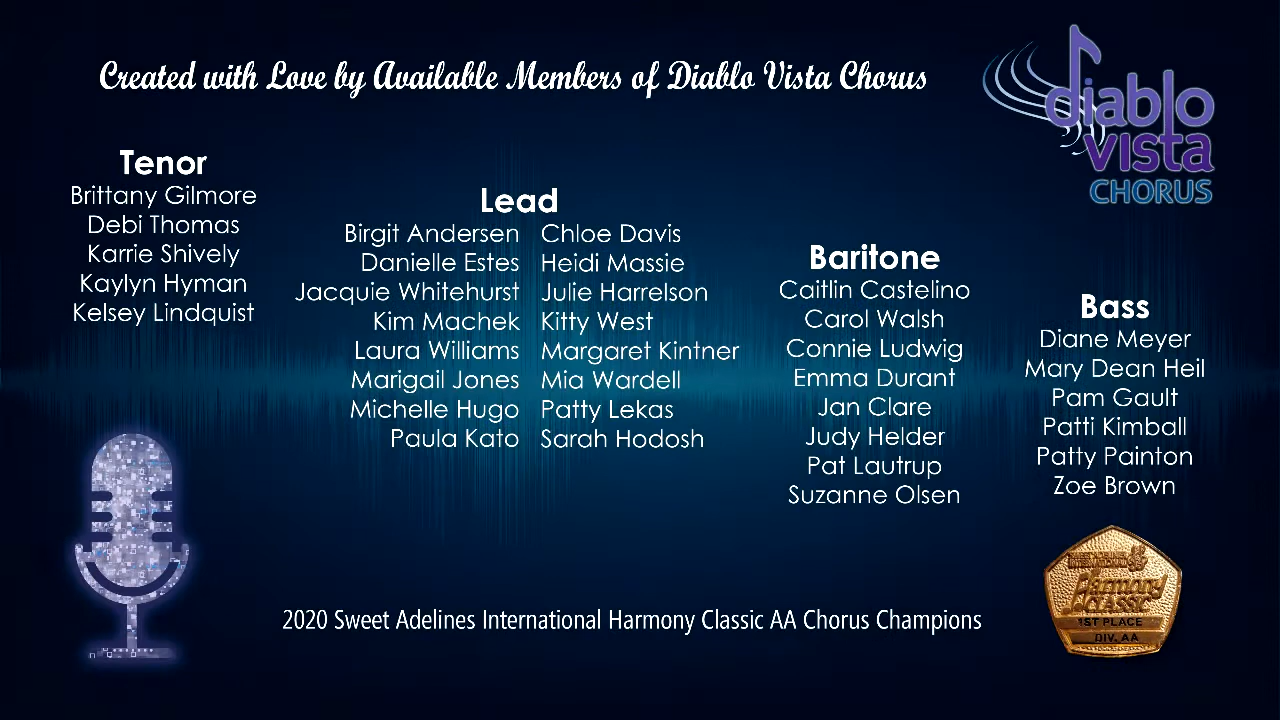 Created with Love by Available Members of Diablo Vista Chorus
diablo
vista
CHORUS
Tenor
Brittany Gilmore
Debi Thomas
Karrie Shively
Kaylyn Hyman
Kelsey Lindquist
Lead
Birgit Andersen
Danielle Estes
Jacquie Whitehurst
Kim Machek
Laura Williams
Marigail Jones
Michelle Hugo
Paula Kato
Chloe Davis
Heidi Massie
Julie Harrelson
Kitty West
Margaret Kintner
Mia Wardell
Patty Lekas
Sarah Hodosh
Baritone
Caitlin Castelino
Carol Walsh
Connie Ludwig
Emma Durant
Jan Clare
Judy Helder
Pat Lautrup
Suzanne Olsen
Bass
Diane Meyer
Mary Dean Heil
Pam Gault
Patti Kimball
Patty Painton
Zoe Brown
2020 Sweet Adelines International Harmony Classic AA Chorus Champions
SWEET ADELINES
INTERNATIONAL
Harmony
CLASSIC
1ST PLACE
DIV. AA